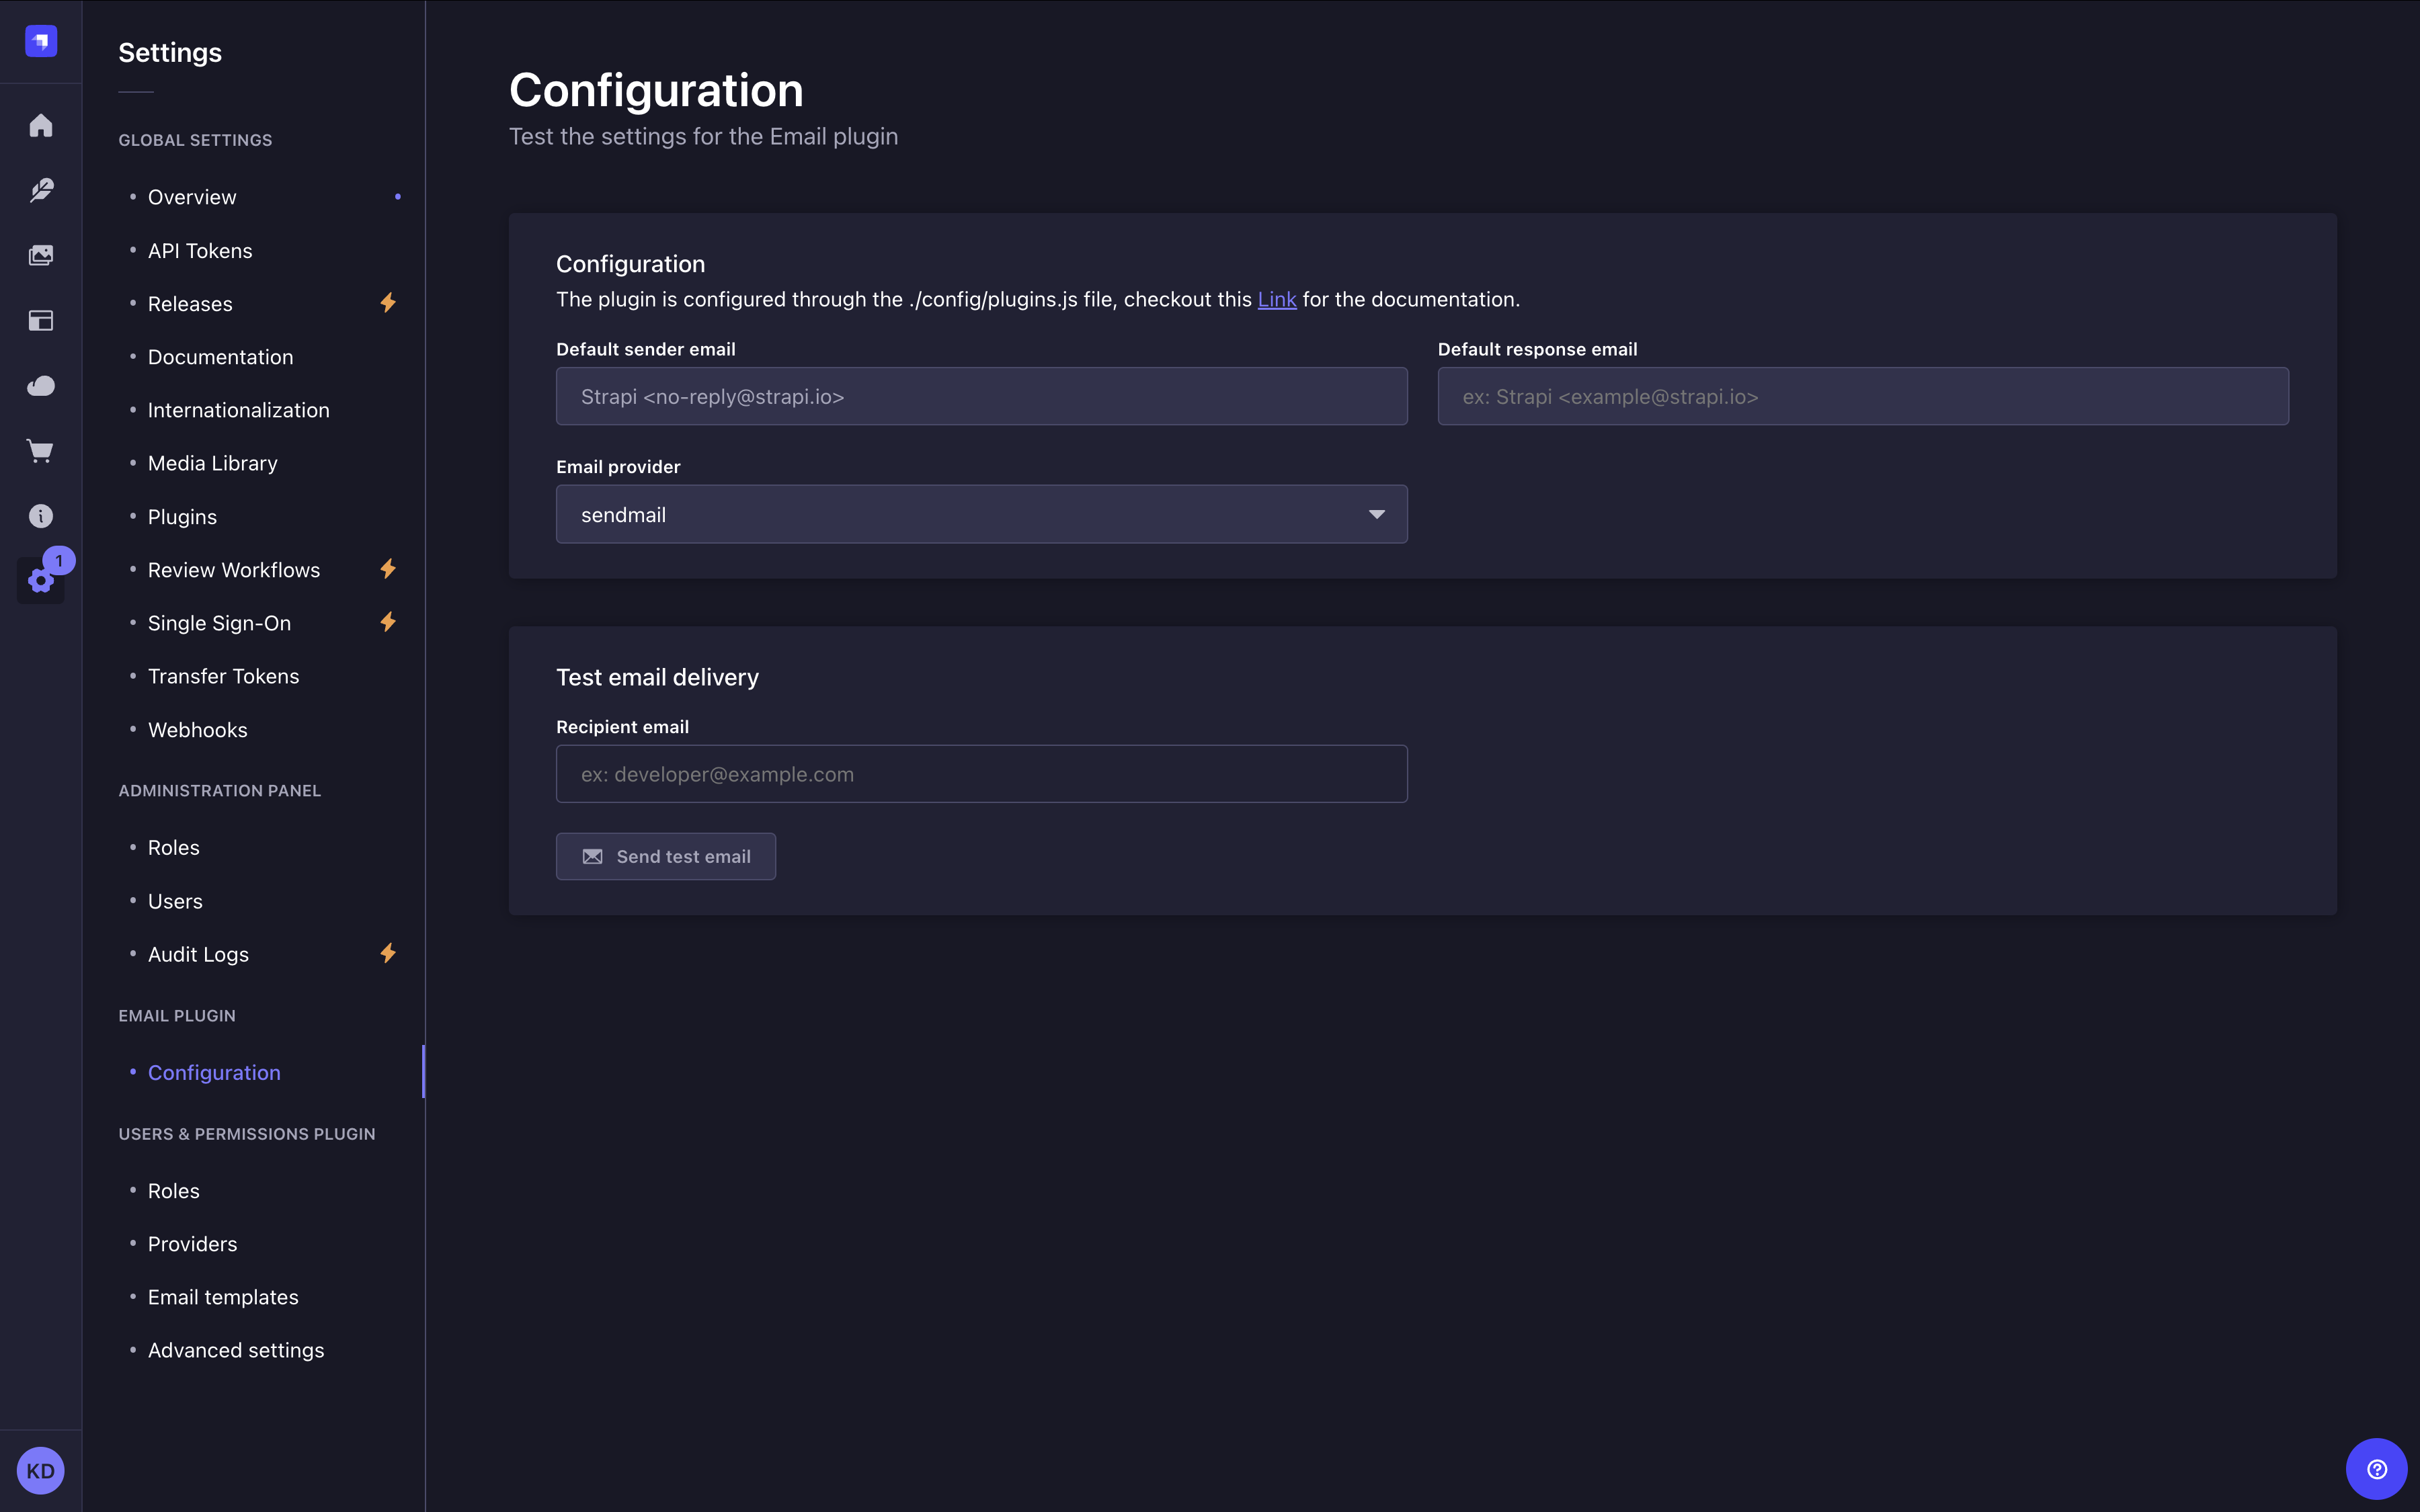 Settings
GLOBAL SETTINGS
Overview
API Tokens
Releases
Documentation
Internationalization
Media Library
Plugins
Review Workflows
Single Sign-On
Transfer Tokens
Webhooks
ADMINISTRATION PANEL
Roles
Users
Audit Logs
EMAIL PLUGIN
Configuration
USERS & PERMISSIONS PLUGIN
Roles
Providers
Email templates
Advanced settings
1
KD
Configuration
Test the settings for the Email plugin
Configuration
The plugin is configured through the ./config/plugins.js file, checkout this Link for the documentation.
Default sender email
Strapi <no-reply@strapi.io>
Default response email
ex: Strapi <example@strapi.io>
Email provider
sendmail
Test email delivery
Recipient email
ex: developer@example.com
Send test email